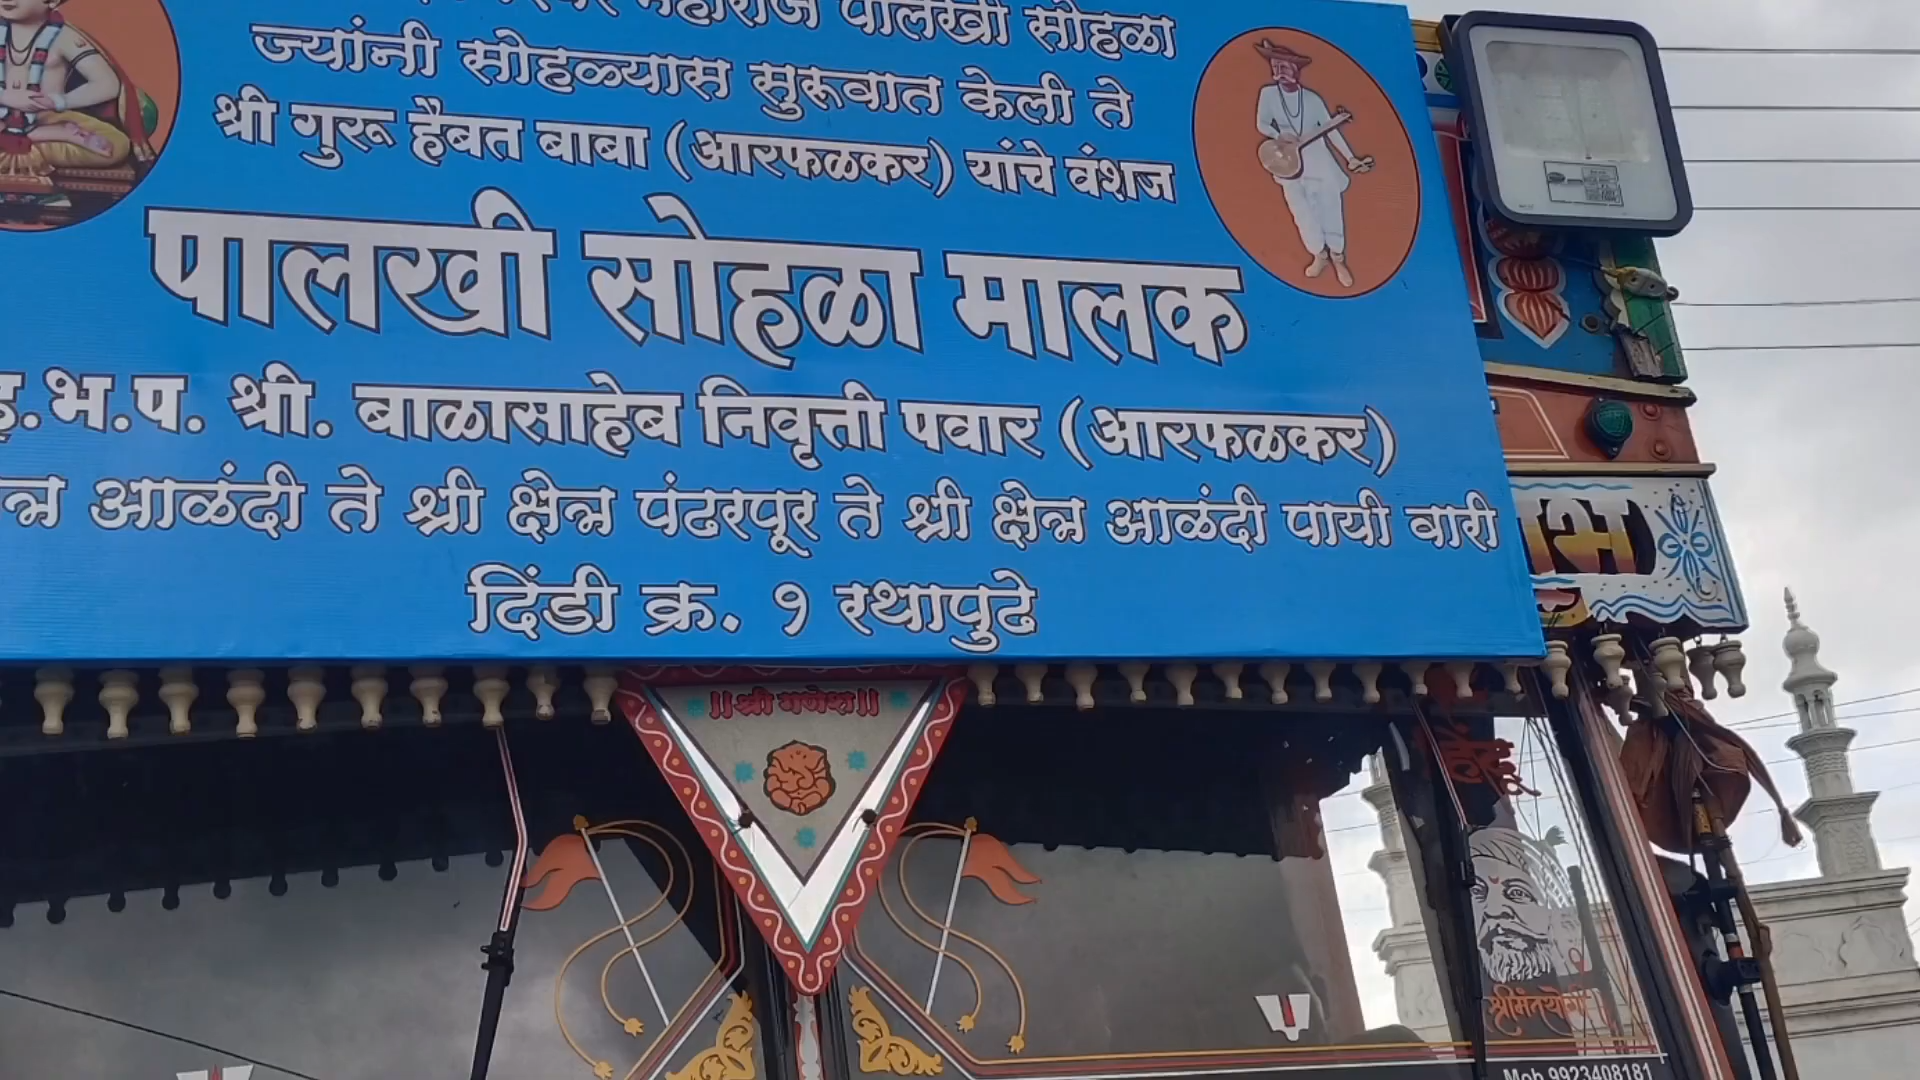 महाराज पालखी सोहळा
ज्यांनी सोहळ्यास सुरूवात केली ते
श्री गुरू हैबत बाबा (आरफळकर) यांचे वंशज
पालखी सोहळा मालक
ह.भ.प. श्री. बाळासाहेब निवृत्ती पवार (आरफळकर)
आळंदी ते श्री क्षेत्र पंढरपूर ते श्री क्षेत्र आळंदी पायी वारी
दिंडी क्र. १ रथापुढे
||श्री गणेश||
श्रीमंतयोगी
Mob.9923408181